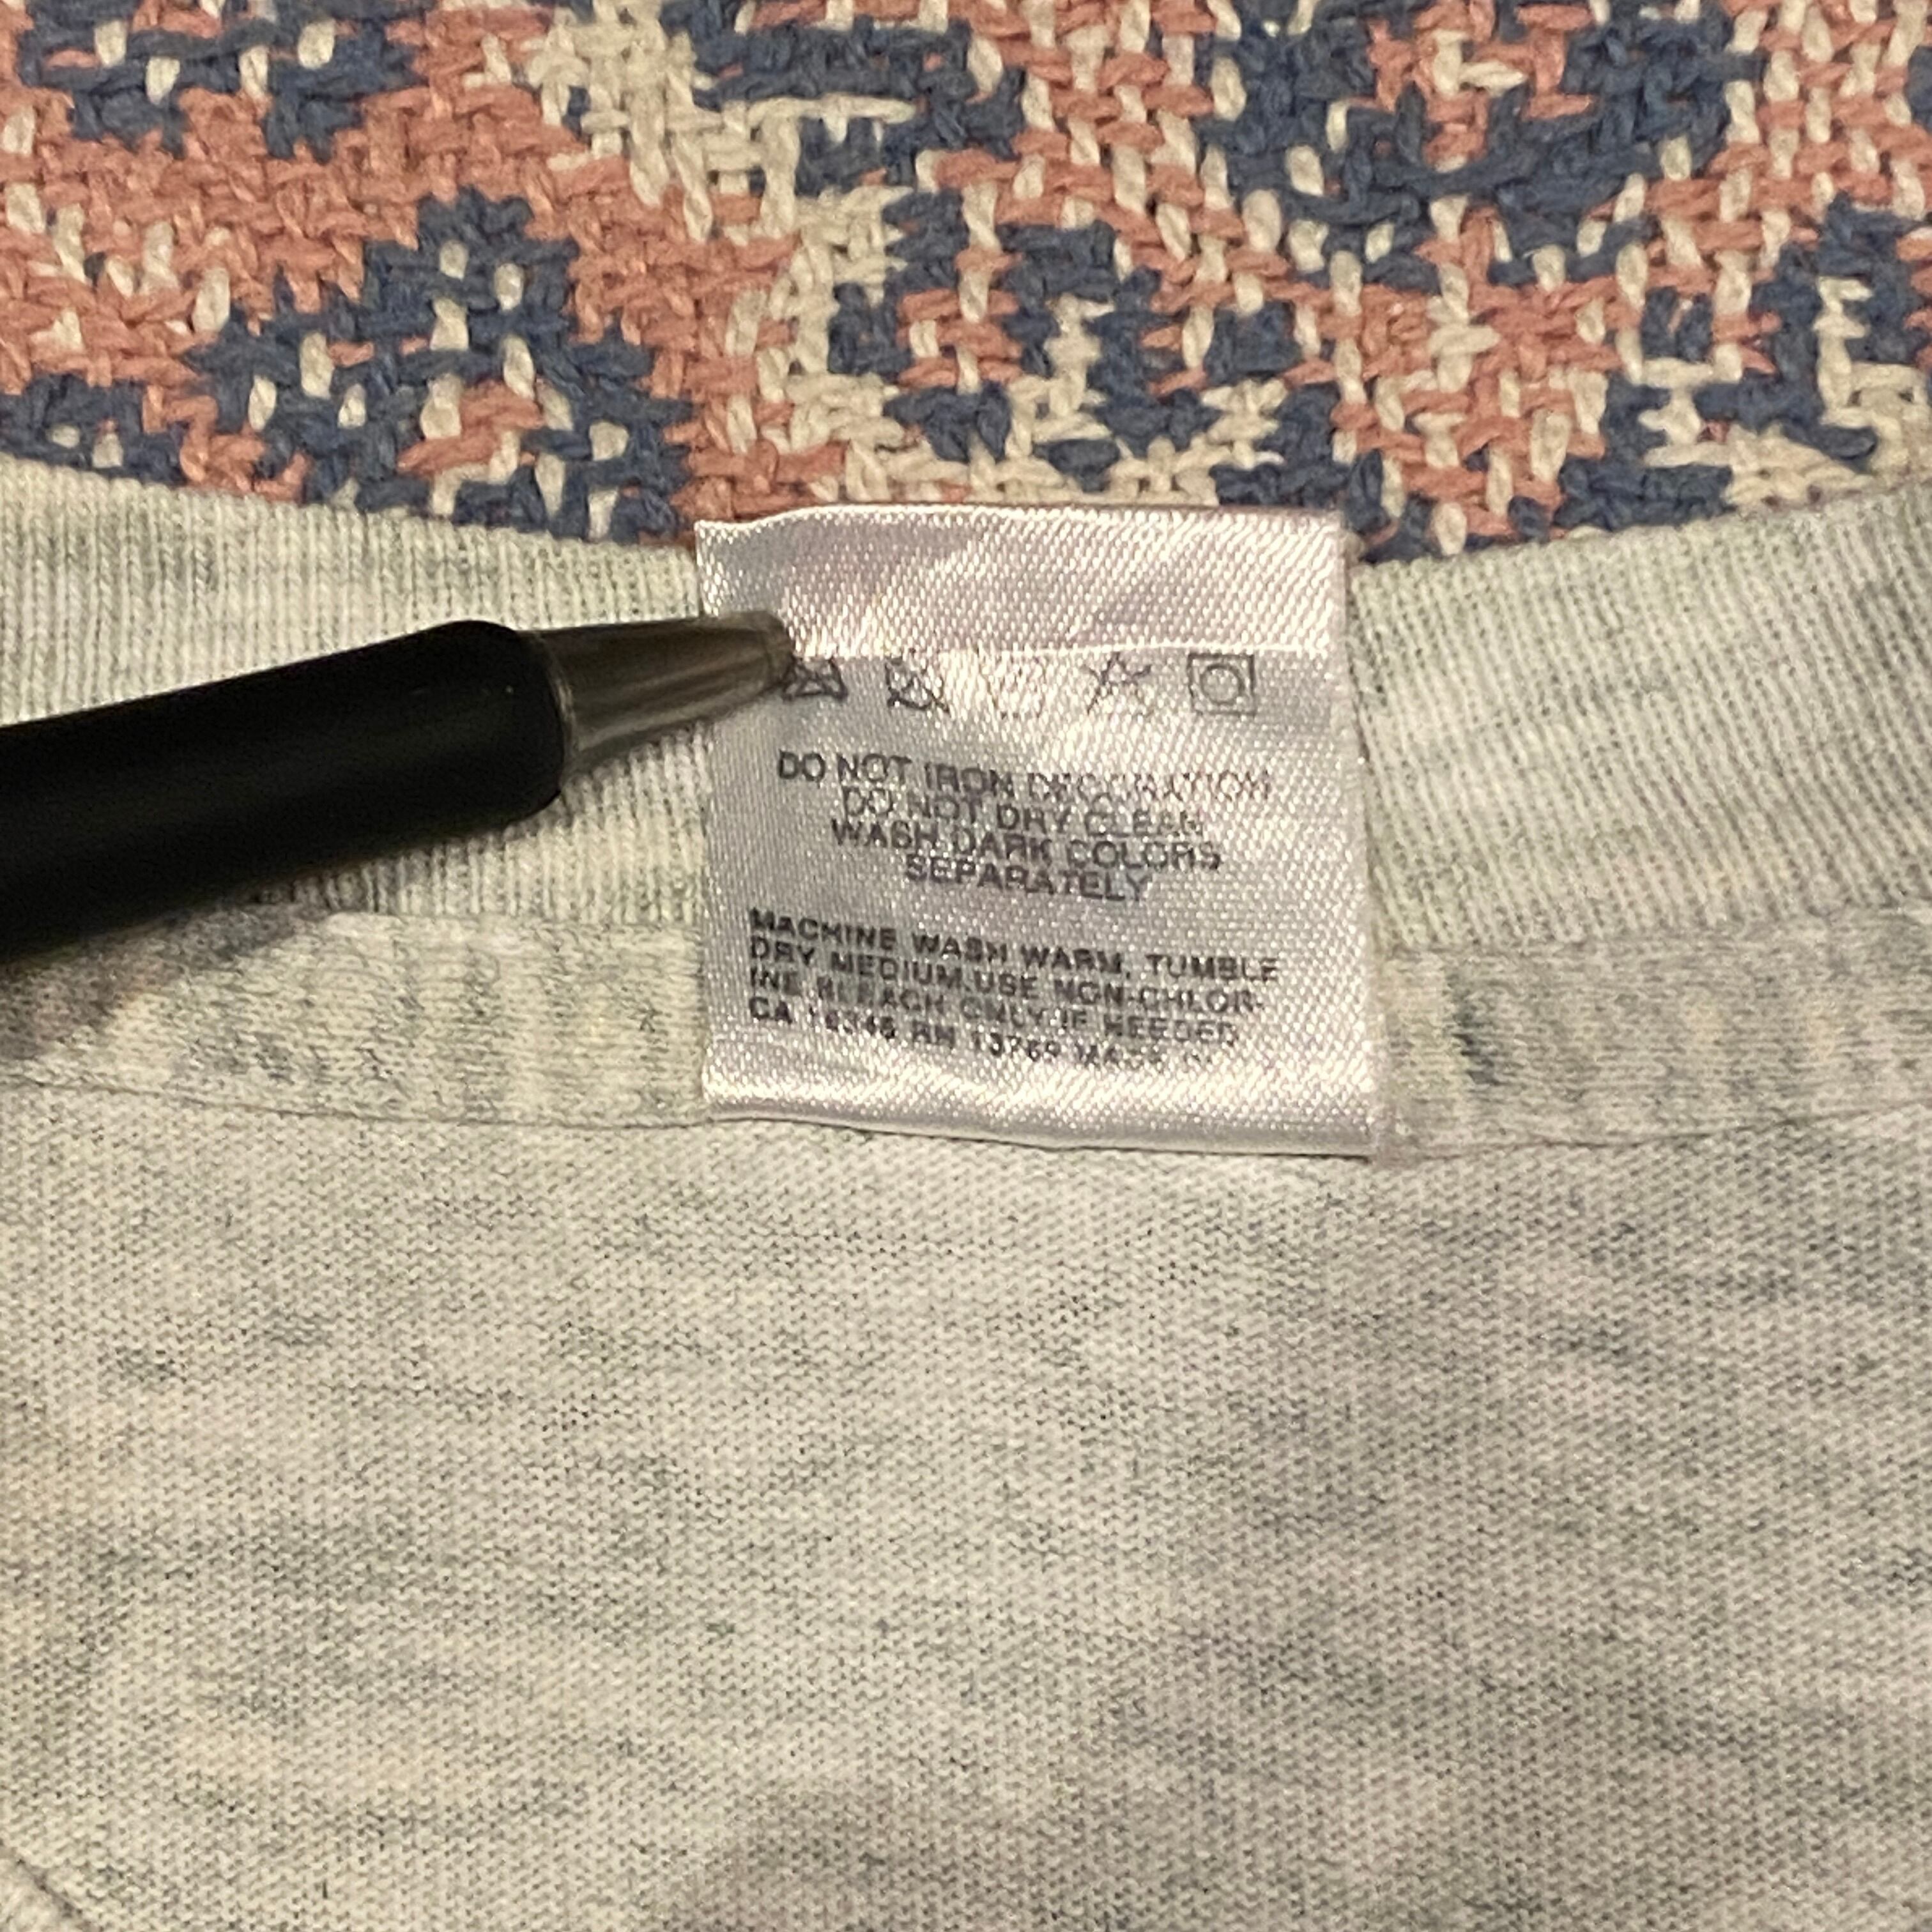 DO NOT IRON DECORATION
DO NOT DRY CLEAN
WASH DARK COLORS
SEPARATELY
MACHINE WASH WARM, TUMBLE
DRY MEDIUM.USE NON-CHLOR-
INE BLEACH ONLY IF NEEDED
CA RN 13765